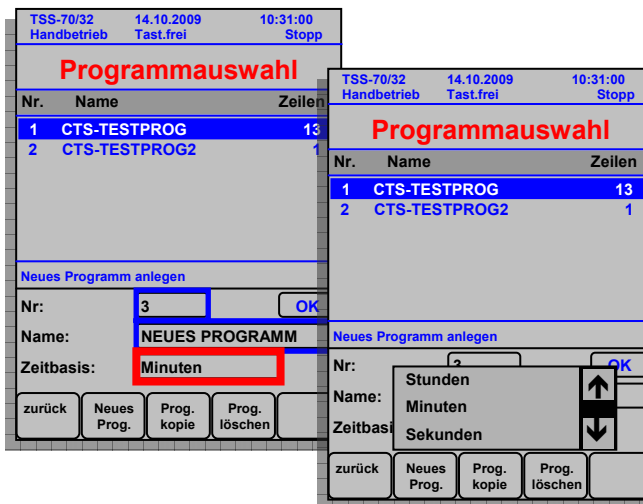 TSS-70/32 14.10.2009 10:31:00
Handbetrieb Tast.frei Stopp
Programmauswahl
Nr. Name Zeilen
1 CTS-TESTPROG 13
2 CTS-TESTPROG2 1
Neues Programm anlegen
Nr: 3 OK
Name: NEUES PROGRAMM
Zeitbasis: Minuten
zurück Neues Prog. Prog.
Prog. kopie löschen
TSS-70/32 14.10.2009 10:31:00
Handbetrieb Tast.frei Stopp
Programmauswahl
Nr. Name Zeilen
1 CTS-TESTPROG 13
2 CTS-TESTPROG2 1
Neues Programm anlegen
Nr: 3 OK
Stunden
Name:
Minuten
Zeitbasi
Sekunden
zurück Neues Prog. Prog.
Prog. kopie löschen